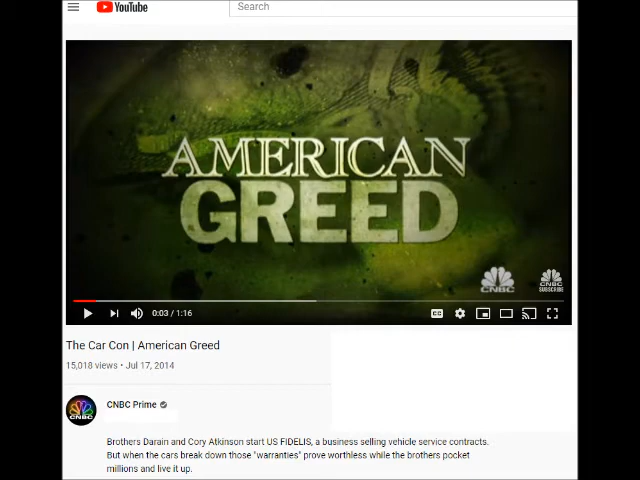 YouTube
Search
AMERICAN
GREED
CNBC
CNBC
SUBSCRIBE
0:03 / 1:16
CC
The Car Con | American Greed
15,018 views • Jul 17, 2014
CNBC
CNBC Prime
Brothers Darain and Cory Atkinson start US FIDELIS, a business selling vehicle service contracts.
But when the cars break down those "warranties" prove worthless while the brothers pocket
millions and live it up.